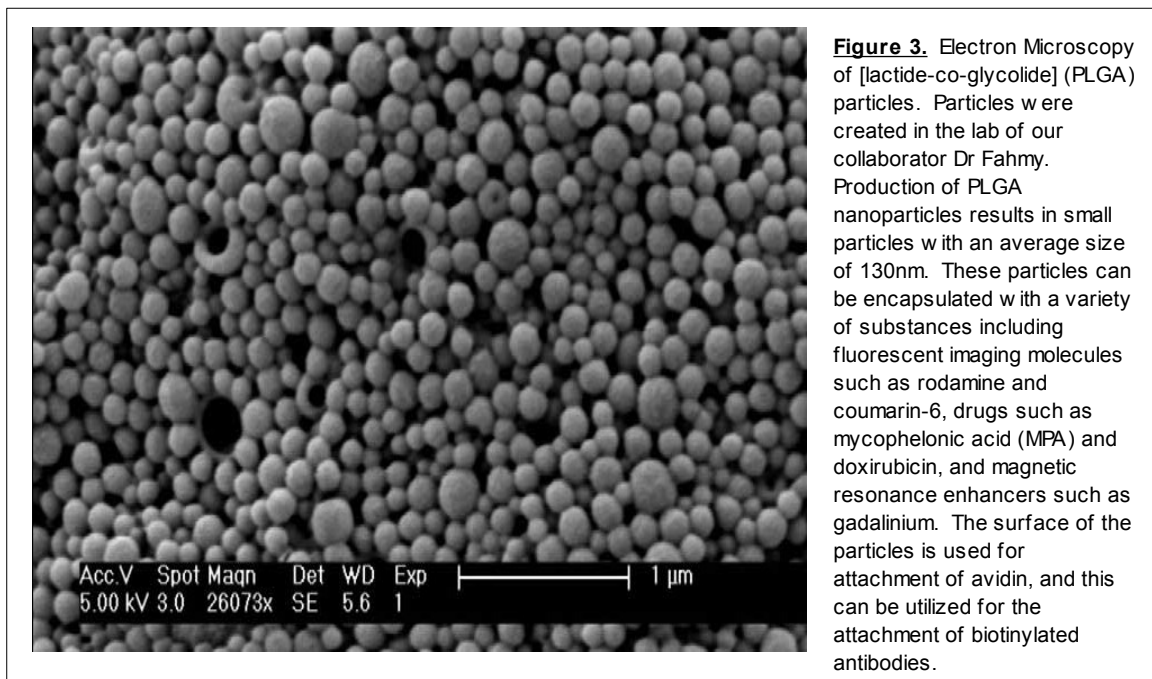 Figure 3. Electron Microscopy
of [lactide-co-glycolide] (PLGA)
particles. Particles were
created in the lab of our
collaborator Dr Fahmy.
Production of PLGA
nanoparticles results in small
particles with an average size
of 130nm. These particles can
be encapsulated with a variety
of substances including
fluorescent imaging molecules
such as rodamine and
coumarin-6, drugs such as
mycophelonic acid (MPA) and
doxirubicin, and magnetic
resonance enhancers such as
gadalinium. The surface of the
particles is used for
attachment of avidin, and this
can be utilized for the
attachment of biotinylated
antibodies.
Acc.V Spot Magn Det WD Exp 1 µm
5.00 kV 3.0 26073x SE 5.6 1